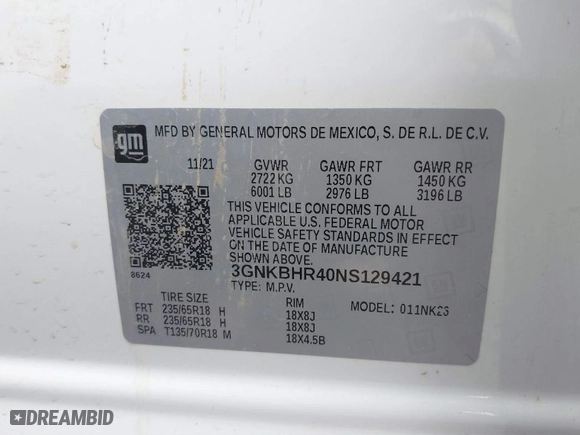 gm
MFD BY GENERAL MOTORS DE MEXICO, S. DE R.L. DE C.V.
11/21 GVWR GAWR FRT GAWR RR
2722 KG 1350 KG 1450 KG
6001 LB 2976 LB 3196 LB
THIS VEHICLE CONFORMS TO ALL
APPLICABLE U.S. FEDERAL MOTOR
VEHICLE SAFETY STANDARDS IN EFFECT
ON THE DATE OF MANUFACTURE
SHOWN ABOVE.
8624
3GNKBHR40NS129421
TYPE: M.P.V.
TIRE SIZE RIM MODEL: 011NK26
FRT 235/65R18 H 18X8J
RR 235/65R18 H 18X8J
SPA T135/70R18 M 18X4.5B
DREAMBID